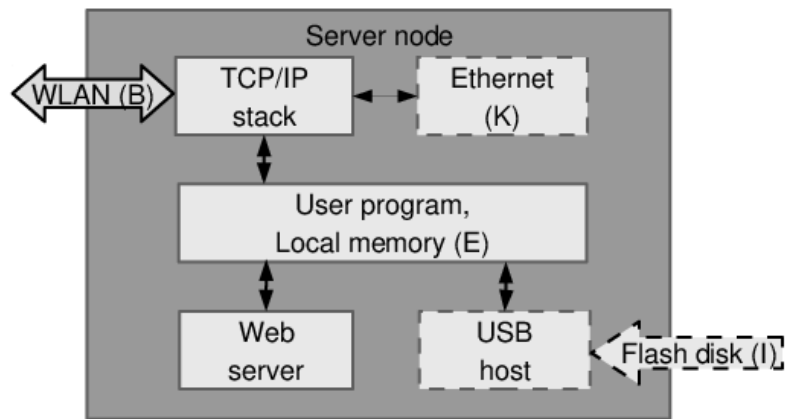 Server node
WLAN (B)
TCP/IP
stack
Ethernet
(K)
User program,
Local memory (E)
Web
server
USB
host
Flash disk (I)